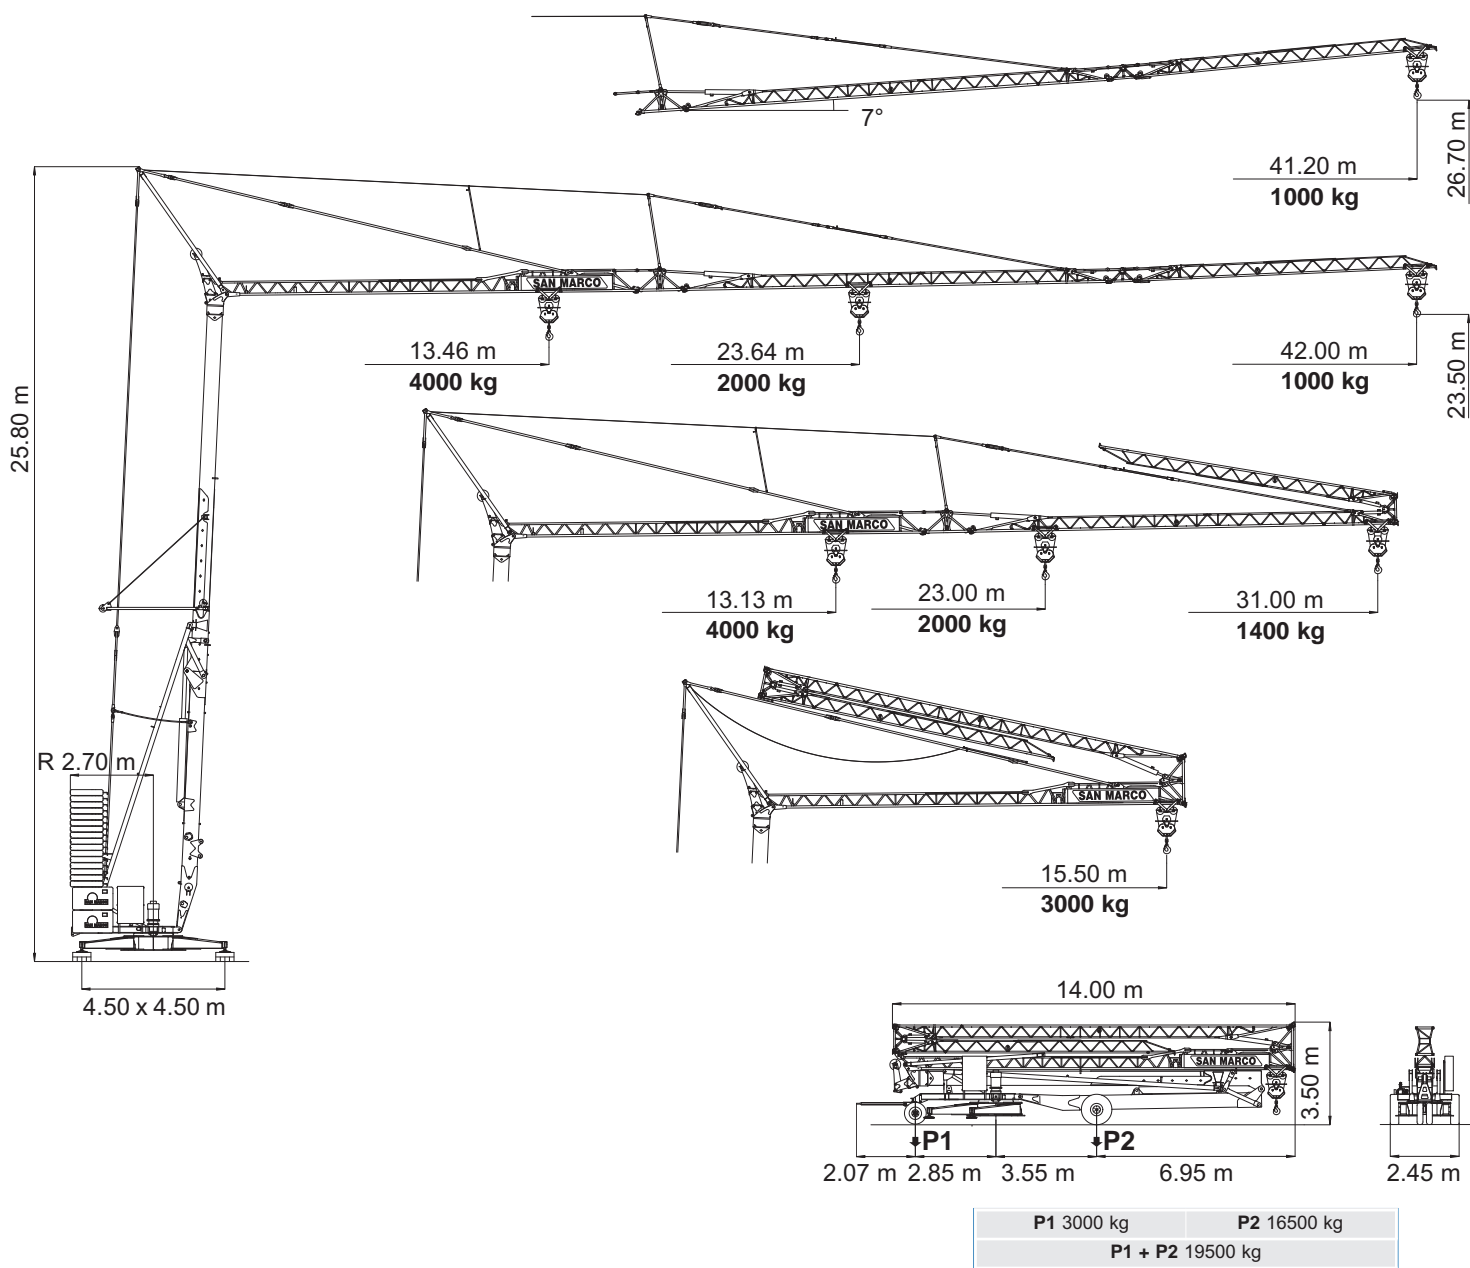 7°
41.20 m
1000 kg
26.70 m
SAN MARCO
13.46 m
4000 kg
23.64 m
2000 kg
42.00 m
1000 kg
23.50 m
25.80 m
SAN MARCO
13.13 m
4000 kg
23.00 m
2000 kg
31.00 m
1400 kg
R 2.70 m
SAN MARCO
15.50 m
3000 kg
4.50 x 4.50 m
14.00 m
SAN MARCO
3.50 m
P1
P2
2.07 m 2.85 m 3.55 m 6.95 m
2.45 m
P1 3000 kg P2 16500 kg
P1 + P2 19500 kg